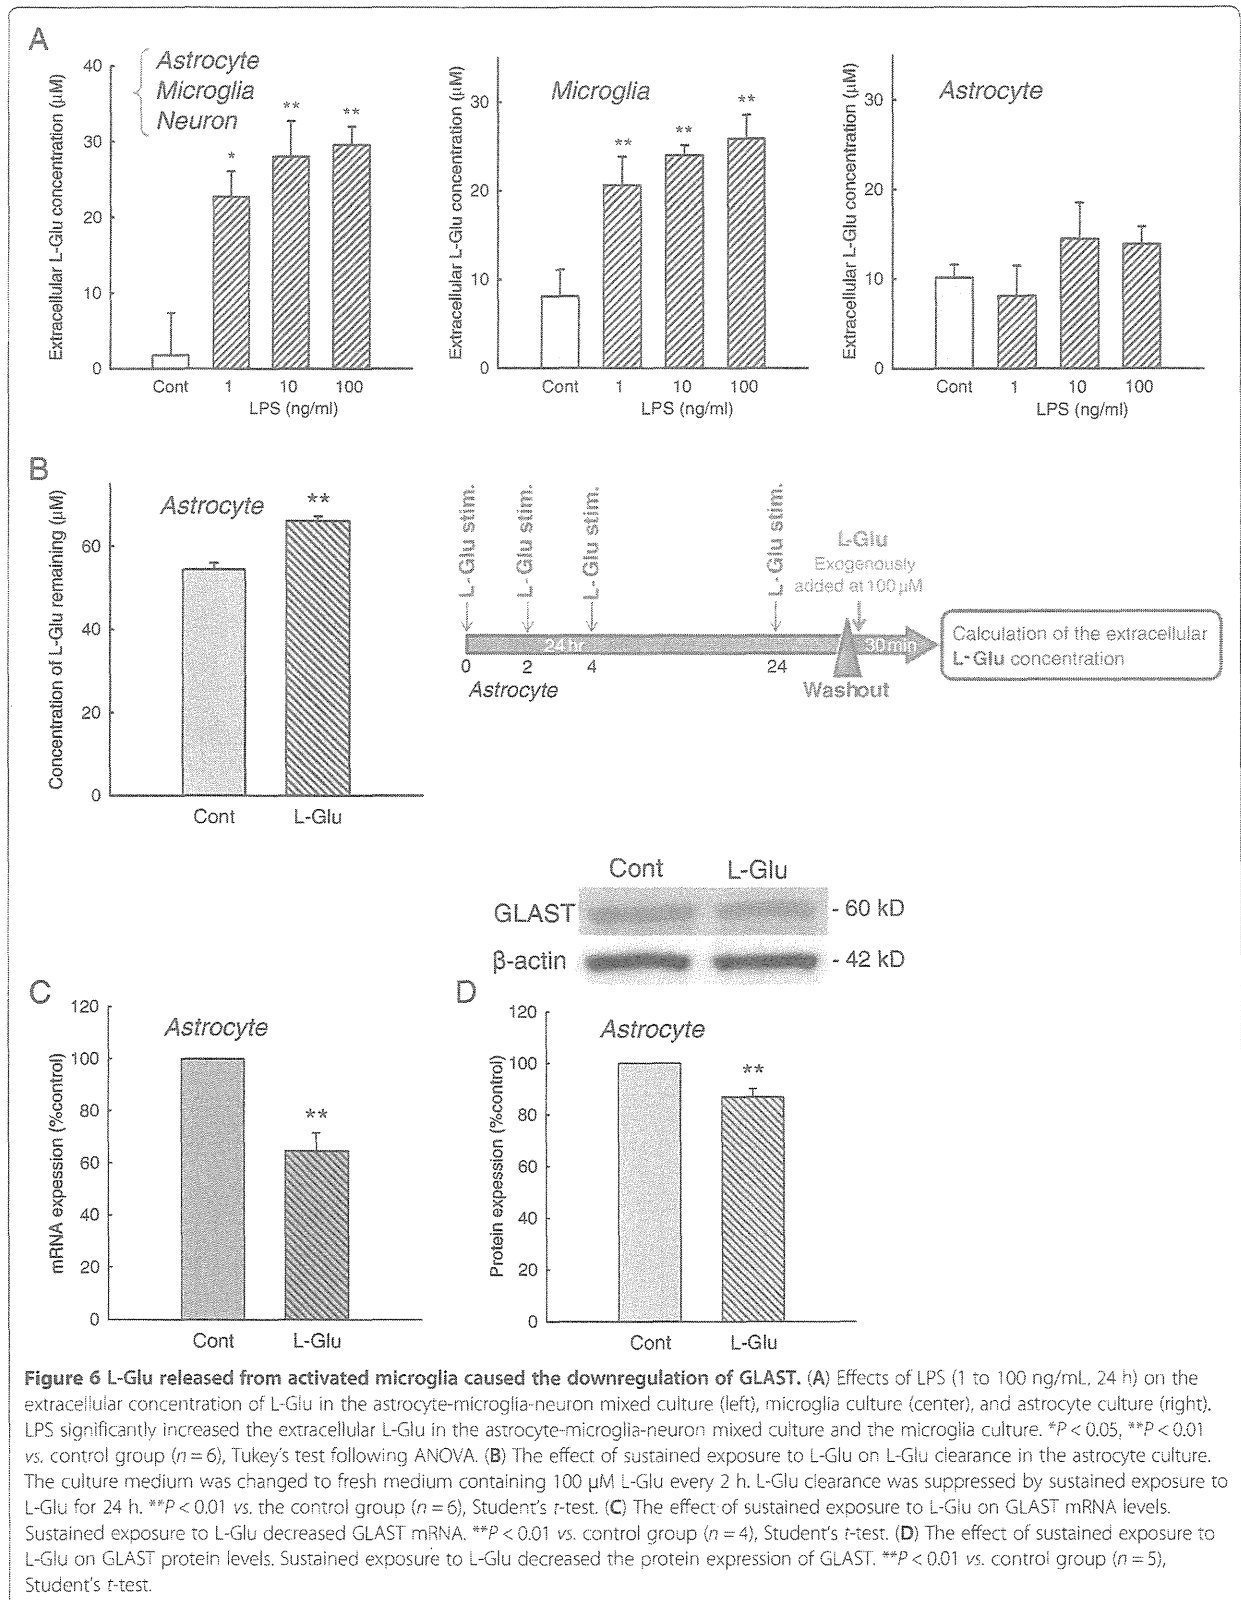 A
Astrocyte
Microglia
Neuron
Extracellular L-Glu concentration (µM)
40
30
20
10
0
*
**
**
Cont 1 10 100
LPS (ng/ml)
Microglia
Extracellular L-Glu concentration (µM)
30
20
10
0
**
**
**
Cont 1 10 100
LPS (ng/ml)
Astrocyte
Extracellular L-Glu concentration (µM)
30
20
10
0
Cont 1 10 100
LPS (ng/ml)
B
Astrocyte
Concentration of L-Glu remaining (µM)
60
40
20
0
**
Cont L-Glu
L-Glu stim.
L-Glu stim.
L-Glu stim.
L-Glu stim.
L-Glu
Exogenously
added at 100 µM
24 hr
30 min
0 2 4 24
Astrocyte
Washout
Calculation of the extracellular
L-Glu concentration
Cont L-Glu
GLAST - 60 kD
β-actin - 42 kD
C
Astrocyte
mRNA expession (%control)
120
100
80
60
40
20
0
**
Cont L-Glu
D
Astrocyte
Protein expession (%control)
120
100
80
60
40
20
0
**
Cont L-Glu
Figure 6 L-Glu released from activated microglia caused the downregulation of GLAST. (A) Effects of LPS (1 to 100 ng/mL, 24 h) on the
extracellular concentration of L-Glu in the astrocyte-microglia-neuron mixed culture (left), microglia culture (center), and astrocyte culture (right).
LPS significantly increased the extracellular L-Glu in the astrocyte-microglia-neuron mixed culture and the microglia culture. *P < 0.05, **P < 0.01
vs. control group (n = 6), Tukey's test following ANOVA. (B) The effect of sustained exposure to L-Glu on L-Glu clearance in the astrocyte culture.
The culture medium was changed to fresh medium containing 100 µM L-Glu every 2 h. L-Glu clearance was suppressed by sustained exposure to
L-Glu for 24 h. **P < 0.01 vs. the control group (n = 6), Student's t-test. (C) The effect of sustained exposure to L-Glu on GLAST mRNA levels.
Sustained exposure to L-Glu decreased GLAST mRNA. **P < 0.01 vs. control group (n = 4), Student's t-test. (D) The effect of sustained exposure to
L-Glu on GLAST protein levels. Sustained exposure to L-Glu decreased the protein expression of GLAST. **P < 0.01 vs. control group (n = 5),
Student's t-test.